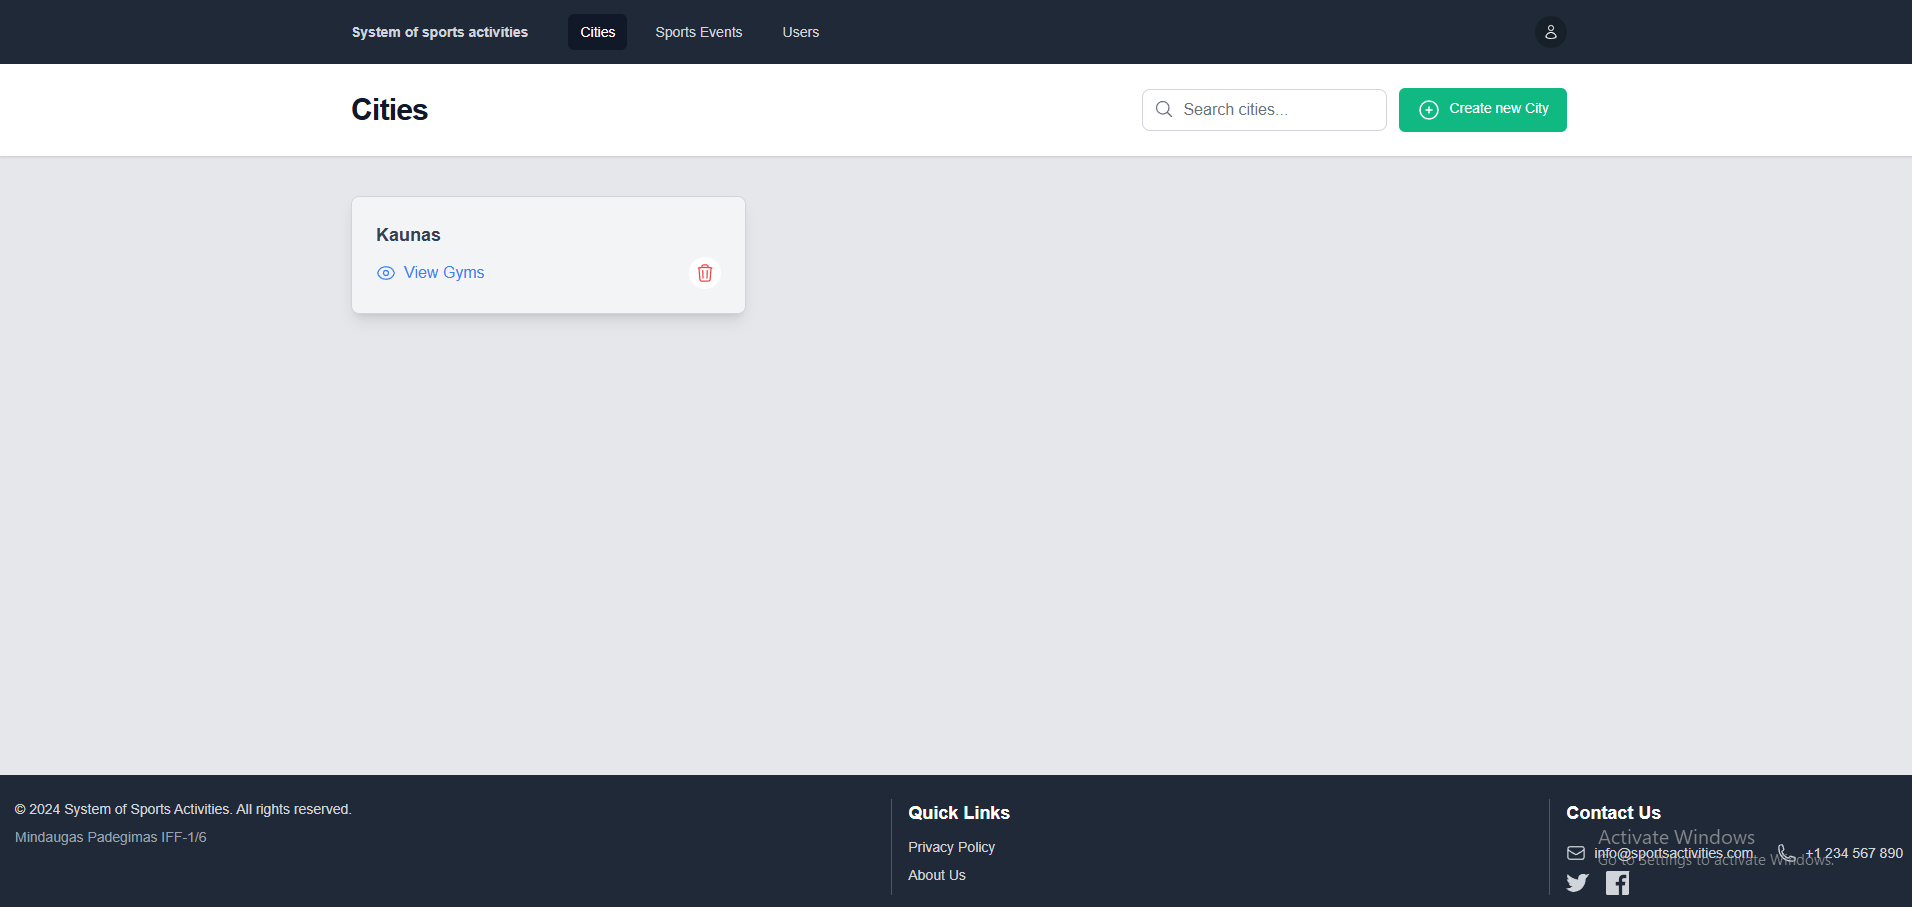 System of sports activities Cities Sports Events Users
Cities
Search cities...
Create new City
Kaunas
View Gyms
© 2024 System of Sports Activities. All rights reserved.
Mindaugas Padegimas IFF-1/6
Quick Links
Privacy Policy
About Us
Contact Us
Activate Windows
info@sportsactivities.com +1 234 567 890
Go to Settings to activate Windows.